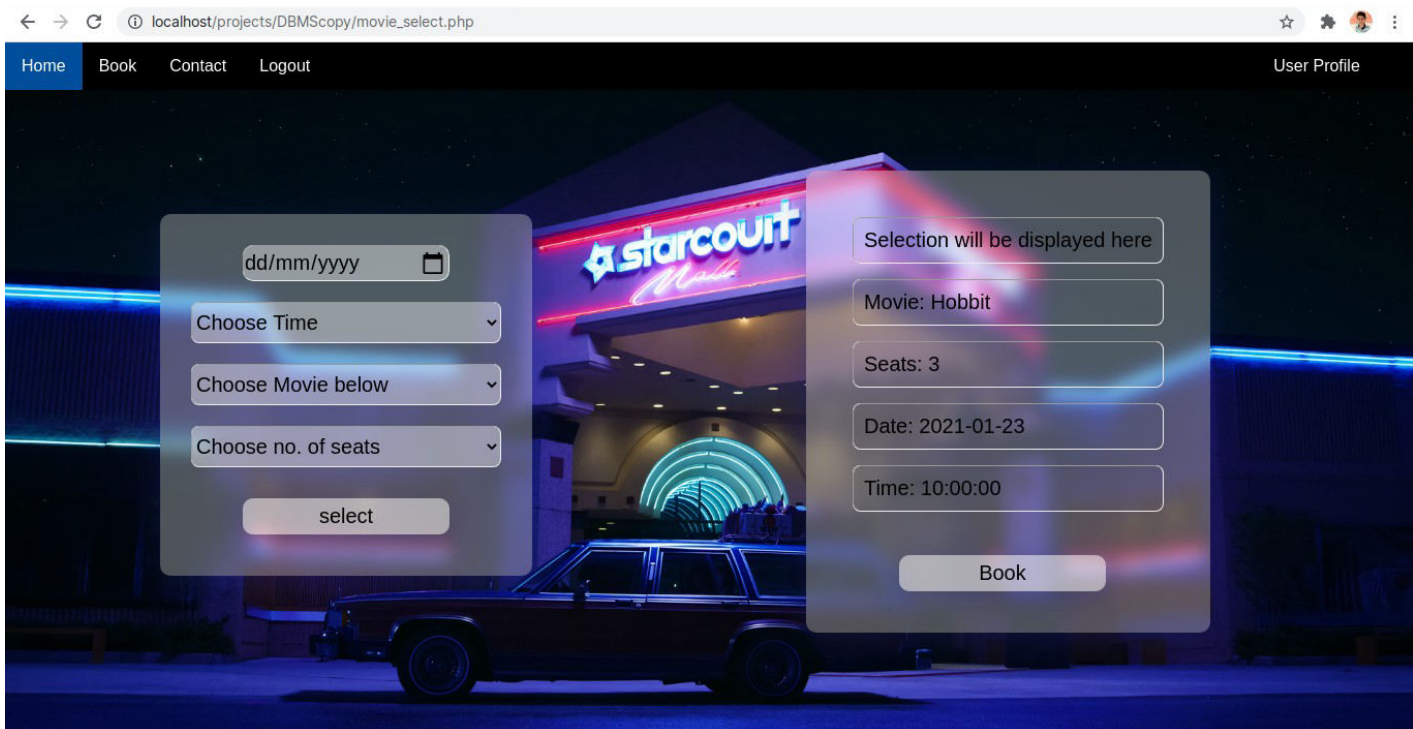 localhost/projects/DBMScopy/movie_select.php
Home Book Contact Logout User Profile
starcourt
Mall
dd/mm/yyyy
Choose Time
Choose Movie below
Choose no. of seats
select
Selection will be displayed here
Movie: Hobbit
Seats: 3
Date: 2021-01-23
Time: 10:00:00
Book